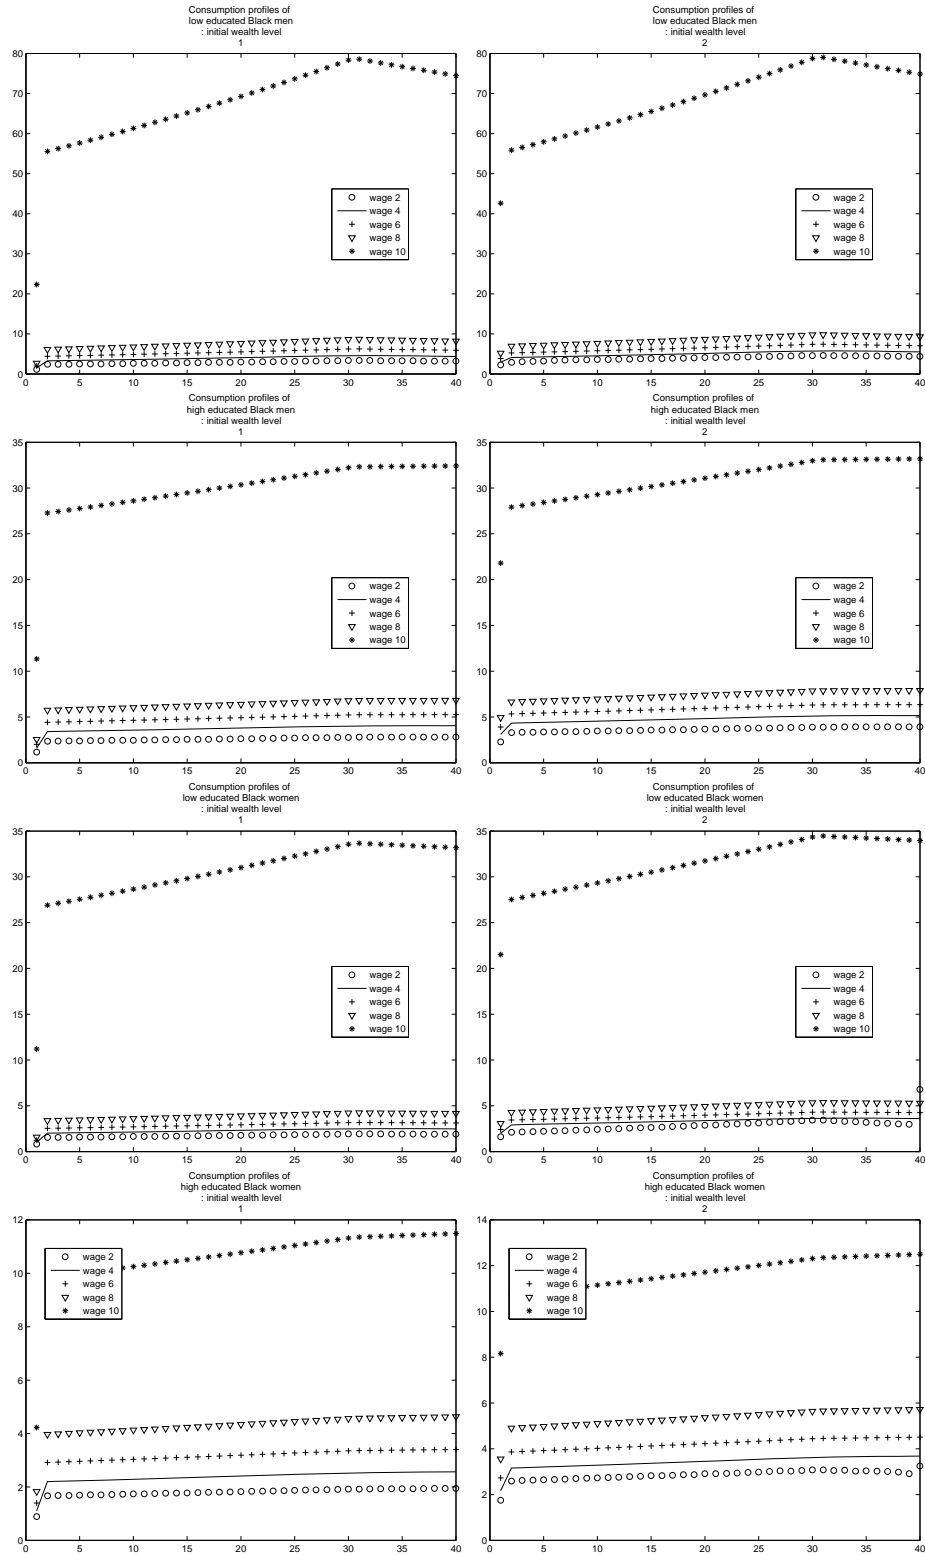 Consumption profiles of
low educated Black men
: initial wealth level
1
80
70
60
50
40
30
20
10
0
0 5 10 15 20 25 30 35 40
wage 2
wage 4
wage 6
wage 8
wage 10
Consumption profiles of
low educated Black men
: initial wealth level
2
80
70
60
50
40
30
20
10
0
0 5 10 15 20 25 30 35 40
wage 2
wage 4
wage 6
wage 8
wage 10
Consumption profiles of
high educated Black men
: initial wealth level
1
35
30
25
20
15
10
5
0
0 5 10 15 20 25 30 35 40
wage 2
wage 4
wage 6
wage 8
wage 10
Consumption profiles of
high educated Black men
: initial wealth level
2
35
30
25
20
15
10
5
0
0 5 10 15 20 25 30 35 40
wage 2
wage 4
wage 6
wage 8
wage 10
Consumption profiles of
low educated Black women
: initial wealth level
1
35
30
25
20
15
10
5
0
0 5 10 15 20 25 30 35 40
wage 2
wage 4
wage 6
wage 8
wage 10
Consumption profiles of
low educated Black women
: initial wealth level
2
35
30
25
20
15
10
5
0
0 5 10 15 20 25 30 35 40
wage 2
wage 4
wage 6
wage 8
wage 10
Consumption profiles of
high educated Black women
: initial wealth level
1
12
10
8
6
4
2
0
0 5 10 15 20 25 30 35 40
wage 2
wage 4
wage 6
wage 8
wage 10
Consumption profiles of
high educated Black women
: initial wealth level
2
14
12
10
8
6
4
2
0
0 5 10 15 20 25 30 35 40
wage 2
wage 4
wage 6
wage 8
wage 10